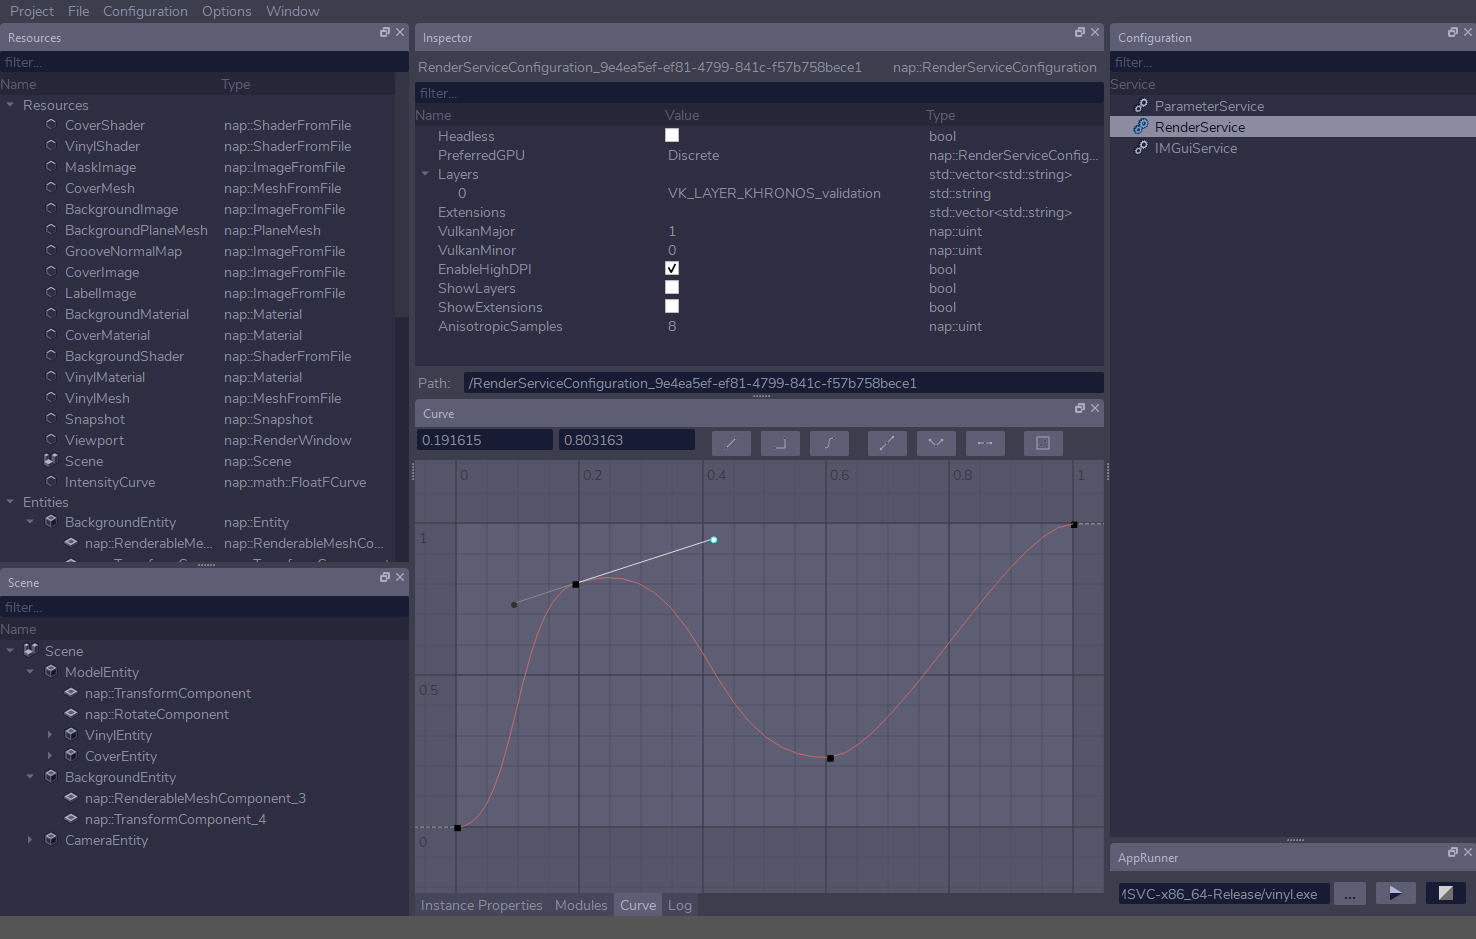 Project File Configuration Options Window
Resources
filter...
Name Type
Resources
CoverShader nap::ShaderFromFile
VinylShader nap::ShaderFromFile
MaskImage nap::ImageFromFile
CoverMesh nap::MeshFromFile
BackgroundImage nap::ImageFromFile
BackgroundPlaneMesh nap::PlaneMesh
GrooveNormalMap nap::ImageFromFile
CoverImage nap::ImageFromFile
LabelImage nap::ImageFromFile
BackgroundMaterial nap::Material
CoverMaterial nap::Material
BackgroundShader nap::ShaderFromFile
VinylMaterial nap::Material
VinylMesh nap::MeshFromFile
Snapshot nap::Snapshot
Viewport nap::RenderWindow
Scene nap::Scene
IntensityCurve nap::math::FloatFCurve
Entities
BackgroundEntity nap::Entity
nap::RenderableMe... nap::RenderableMeshCo...
Scene
filter...
Name
Scene
ModelEntity
nap::TransformComponent
nap::RotateComponent
VinylEntity
CoverEntity
BackgroundEntity
nap::RenderableMeshComponent_3
nap::TransformComponent_4
CameraEntity
Inspector
RenderServiceConfiguration_9e4ea5ef-ef81-4799-841c-f57b758bece1 nap::RenderServiceConfiguration
filter...
Name Value Type
Headless bool
PreferredGPU Discrete nap::RenderServiceConfig...
Layers std::vector<std::string>
0 VK_LAYER_KHRONOS_validation std::string
Extensions std::vector<std::string>
VulkanMajor 1 nap::uint
VulkanMinor 0 nap::uint
EnableHighDPI bool
ShowLayers bool
ShowExtensions bool
AnisotropicSamples 8 nap::uint
Path: /RenderServiceConfiguration_9e4ea5ef-ef81-4799-841c-f57b758bece1
Curve
0.191615 0.803163
0 0.2 0.4 0.6 0.8 1
1
0.5
0
Instance Properties Modules Curve Log
Configuration
filter...
Service
ParameterService
RenderService
IMGuiService
AppRunner
MSVC-x86_64-Release/vinyl.exe ...